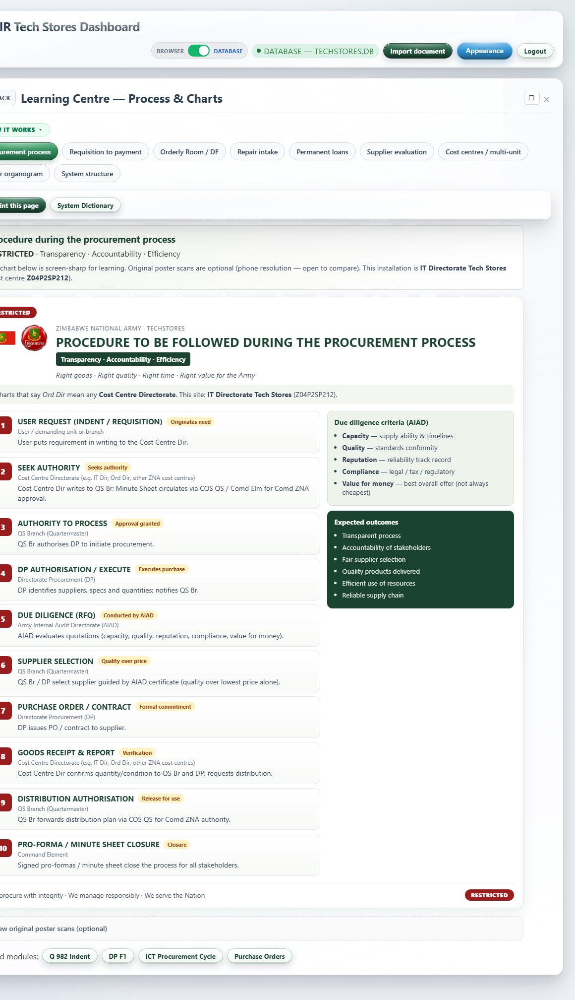 IR Tech Stores Dashboard
BROWSER DATABASE DATABASE — TECHSTORES.DB Import document Appearance Logout
ACK Learning Centre — Process & Charts ×
IT WORKS
urement process Requisition to payment Orderly Room / DF Repair intake Permanent loans Supplier evaluation Cost centres / multi-unit
r organogram System structure
int this page System Dictionary
ocedure during the procurement process
STRICTED · Transparency · Accountability · Efficiency
chart below is screen-sharp for learning. Original poster scans are optional (phone resolution — open to compare). This installation is IT Directorate Tech Stores
st centre Z04P2SP212).
ESTRICTED
techstores
ZIMBABWE NATIONAL ARMY · TECHSTORES
PROCEDURE TO BE FOLLOWED DURING THE PROCUREMENT PROCESS
Transparency · Accountability · Efficiency
Right goods · Right quality · Right time · Right value for the Army
harts that say Ord Dir mean any Cost Centre Directorate. This site: IT Directorate Tech Stores (Z04P2SP212).
1 USER REQUEST (INDENT / REQUISITION) Originates need
User / demanding unit or branch
User puts requirement in writing to the Cost Centre Dir.
2 SEEK AUTHORITY Seeks authority
Cost Centre Directorate (e.g. IT Dir, Ord Dir, other ZNA cost centres)
Cost Centre Dir writes to QS Br; Minute Sheet circulates via COS QS / Comd Elm for Comd ZNA
approval.
3 AUTHORITY TO PROCESS Approval granted
QS Branch (Quartermaster)
QS Br authorises DP to initiate procurement.
4 DP AUTHORISATION / EXECUTE Executes purchase
Directorate Procurement (DP)
DP identifies suppliers, specs and quantities; notifies QS Br.
5 DUE DILIGENCE (RFQ) Conducted by AIAD
Army Internal Audit Directorate (AIAD)
AIAD evaluates quotations (capacity, quality, reputation, compliance, value for money).
6 SUPPLIER SELECTION Quality over price
QS Branch (Quartermaster)
QS Br / DP select supplier guided by AIAD certificate (quality over lowest price alone).
7 PURCHASE ORDER / CONTRACT Formal commitment
Directorate Procurement (DP)
DP issues PO / contract to supplier.
8 GOODS RECEIPT & REPORT Verification
Cost Centre Directorate (e.g. IT Dir, Ord Dir, other ZNA cost centres)
Cost Centre Dir confirms quantity/condition to QS Br and DP; requests distribution.
9 DISTRIBUTION AUTHORISATION Release for use
QS Branch (Quartermaster)
QS Br forwards distribution plan via COS QS for Comd ZNA authority.
10 PRO-FORMA / MINUTE SHEET CLOSURE Closure
Command Element
Signed pro-formas / minute sheet close the process for all stakeholders.
Due diligence criteria (AIAD)
• Capacity — supply ability & timelines
• Quality — standards conformity
• Reputation — reliability track record
• Compliance — legal / tax / regulatory
• Value for money — best overall offer (not always
cheapest)
Expected outcomes
• Transparent process
• Accountability of stakeholders
• Fair supplier selection
• Quality products delivered
• Efficient use of resources
• Reliable supply chain
procure with integrity · We manage responsibly · We serve the Nation RESTRICTED
ew original poster scans (optional)
d modules: Q 982 Indent DP F1 ICT Procurement Cycle Purchase Orders